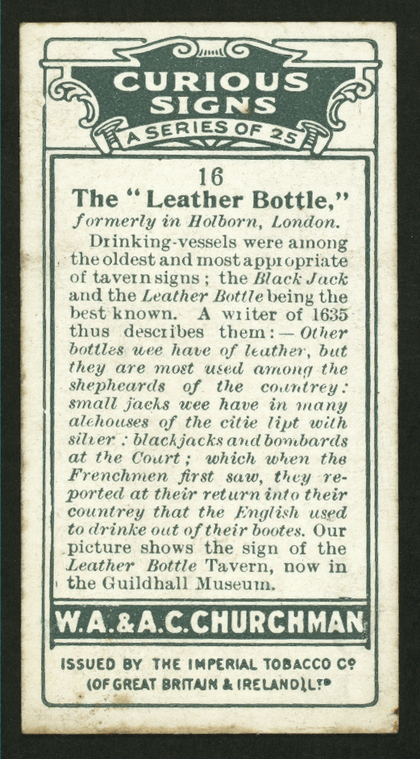 CURIOUS
SIGNS
A SERIES OF 25
16
The "Leather Bottle,"
formerly in Holborn, London.
Drinking-vessels were among
the oldest and most appropriate
of tavern signs; the Black Jack
and the Leather Bottle being the
best known. A writer of 1635
thus describes them:—Other
bottles wee have of leather, but
they are most used among the
shepheards of the countrey:
small jacks wee have in many
alehouses of the citie lipt with
silver: blackjacks and bombards
at the Court; which when the
Frenchmen first saw, they re-
ported at their return into their
countrey that the English used
to drinke out of their bootes. Our
picture shows the sign of the
Leather Bottle Tavern, now in
the Guildhall Museum.
W.A. & A.C. CHURCHMAN
ISSUED BY THE IMPERIAL TOBACCO Co
(OF GREAT BRITAIN & IRELAND), LTD